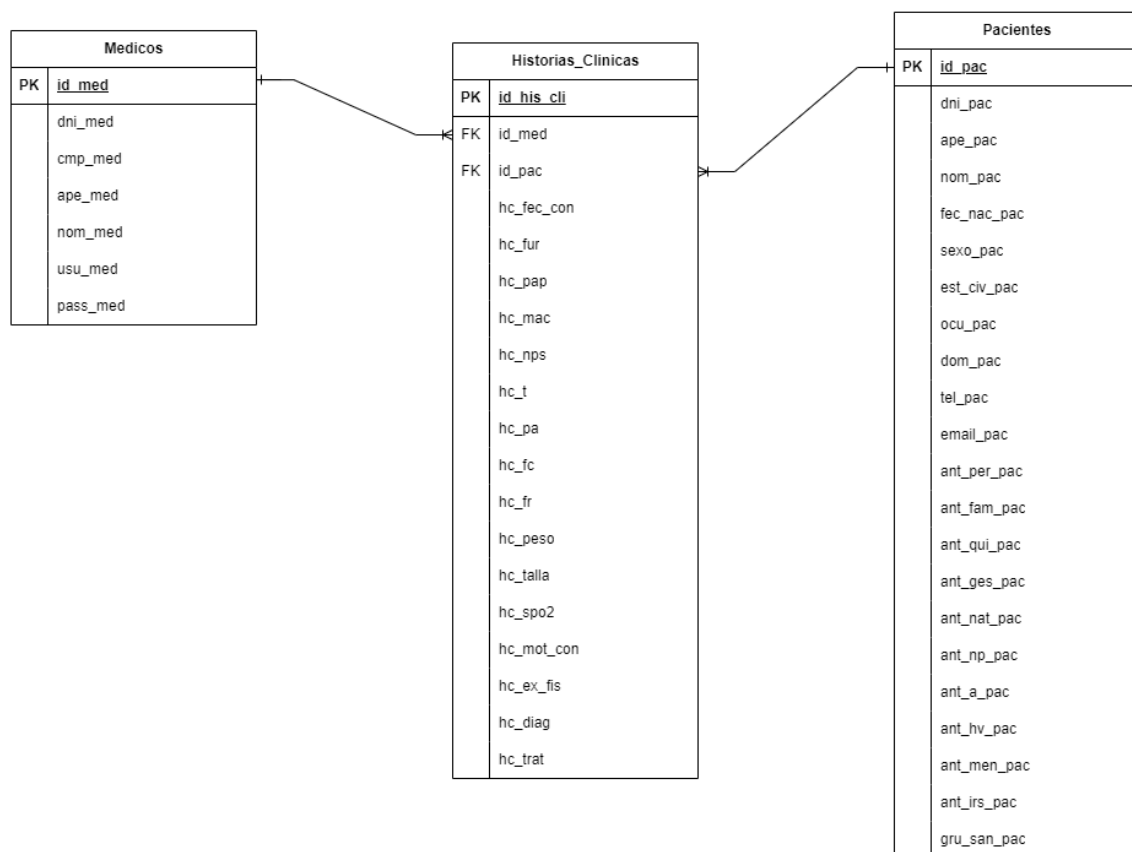 Medicos
PK id_med
dni_med
cmp_med
ape_med
nom_med
usu_med
pass_med
Historias_Clinicas
PK id_his_cli
FK id_med
FK id_pac
hc_fec_con
hc_fur
hc_pap
hc_mac
hc_nps
hc_t
hc_pa
hc_fc
hc_fr
hc_peso
hc_talla
hc_spo2
hc_mot_con
hc_ex_fis
hc_diag
hc_trat
Pacientes
PK id_pac
dni_pac
ape_pac
nom_pac
fec_nac_pac
sexo_pac
est_civ_pac
ocu_pac
dom_pac
tel_pac
email_pac
ant_per_pac
ant_fam_pac
ant_qui_pac
ant_ges_pac
ant_nat_pac
ant_np_pac
ant_a_pac
ant_hv_pac
ant_men_pac
ant_irs_pac
gru_san_pac